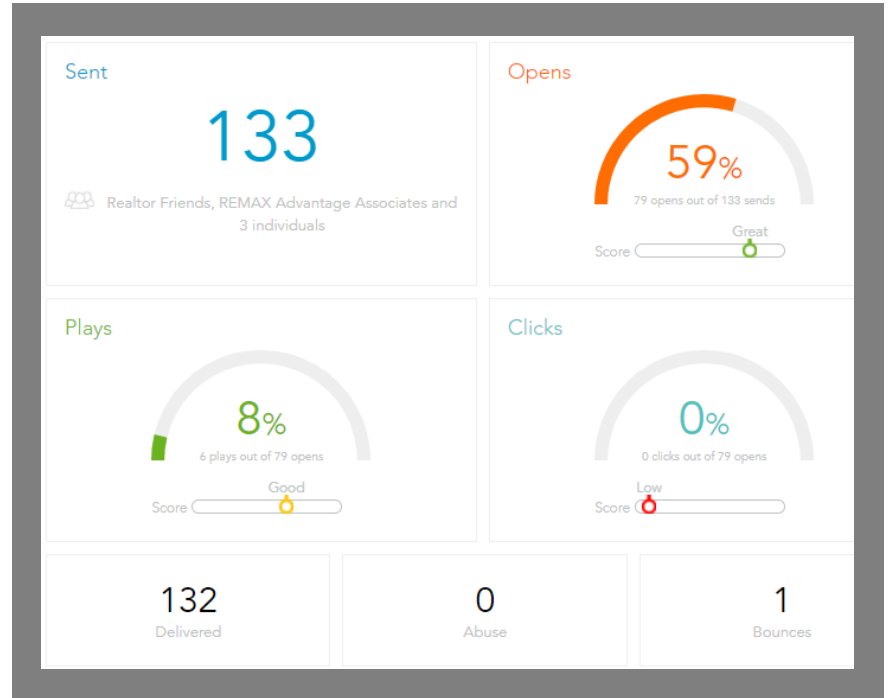 Sent
133
Realtor Friends, REMAX Advantage Associates and
3 individuals
Opens
59%
79 opens out of 133 sends
Great
Score
Plays
8%
6 plays out of 79 opens
Good
Score
Clicks
0%
0 clicks out of 79 opens
Low
Score
132
Delivered
0
Abuse
1
Bounces